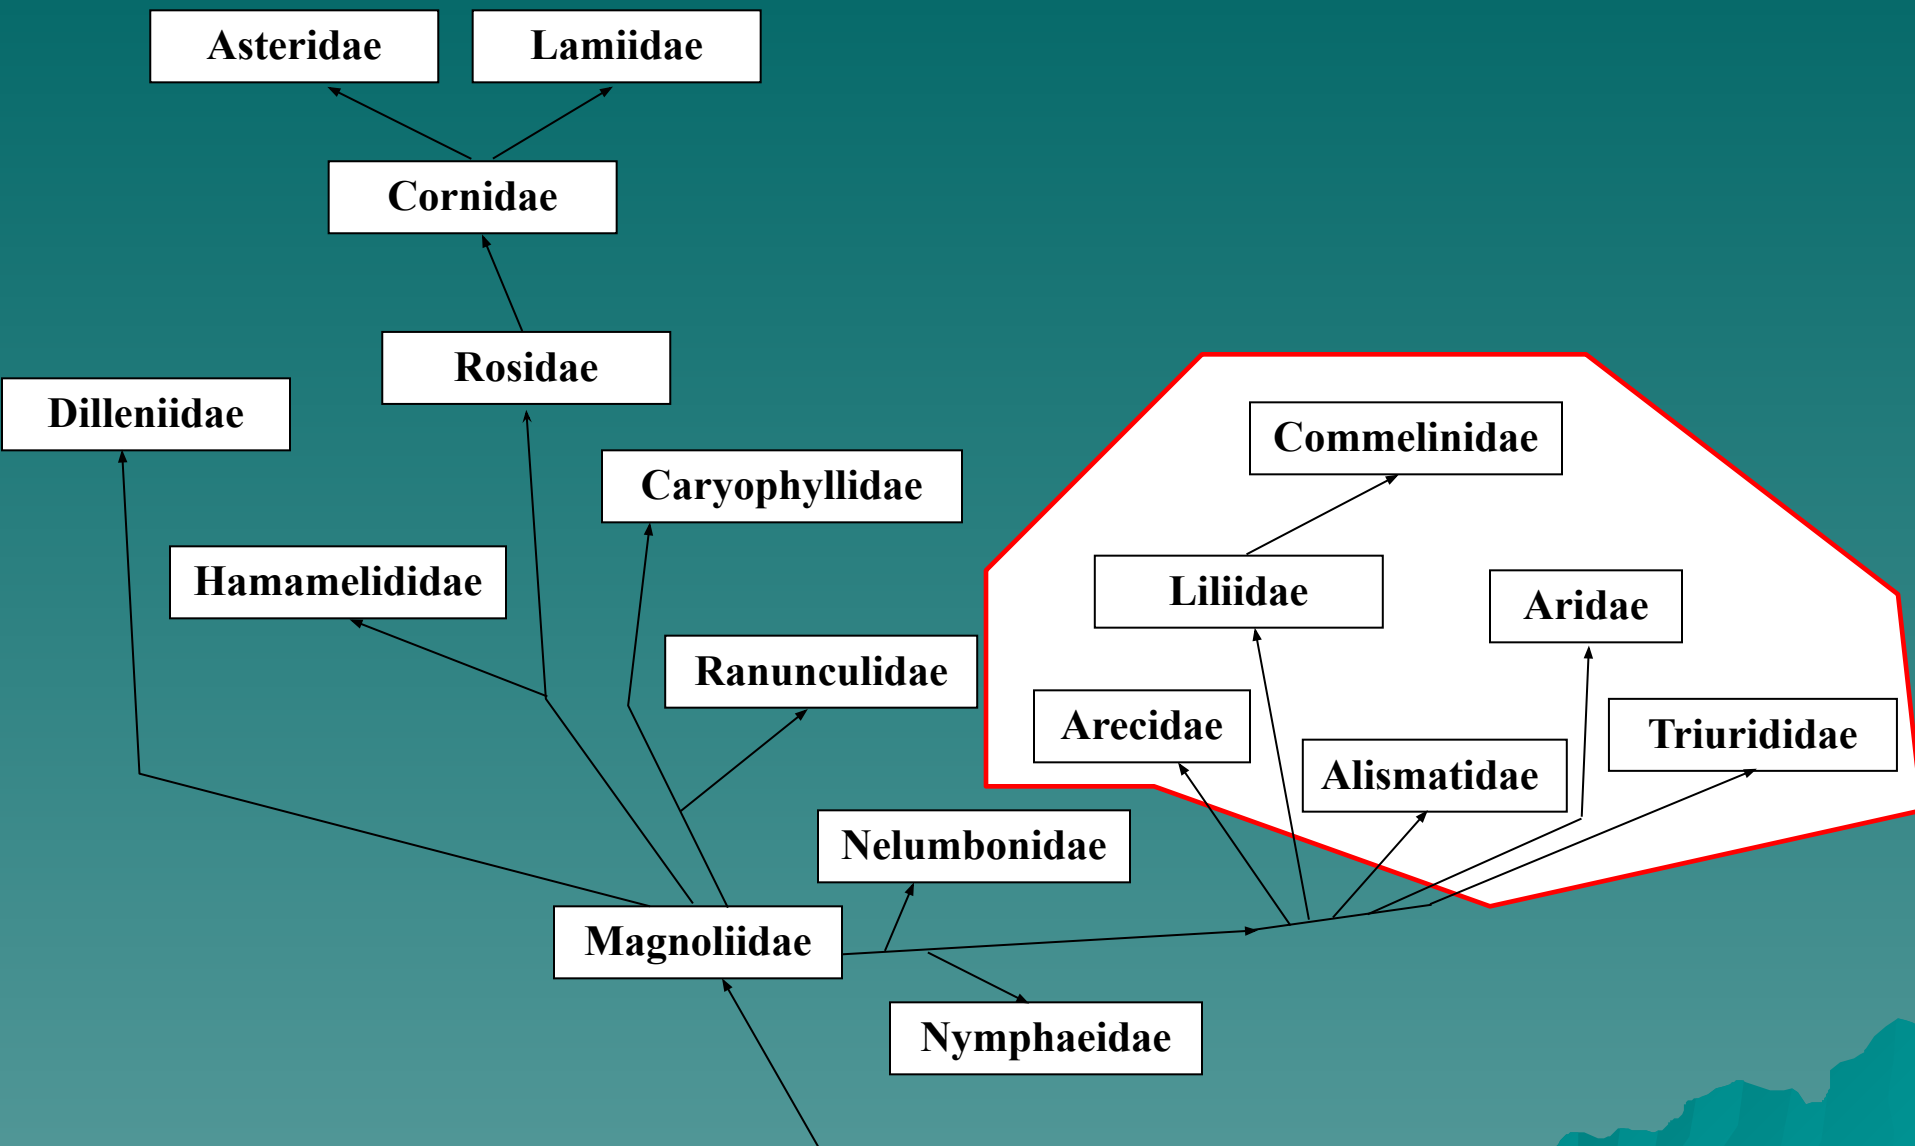 Asteridae
Lamiidae
Cornidae
Rosidae
Dilleniidae
Commelinidae
Caryophyllidae
Hamamelididae
Liliidae
Aridae
Ranunculidae
Arecidae
Triurididae
Alismatidae
Nelumbonidae
Magnoliidae
Nymphaeidae